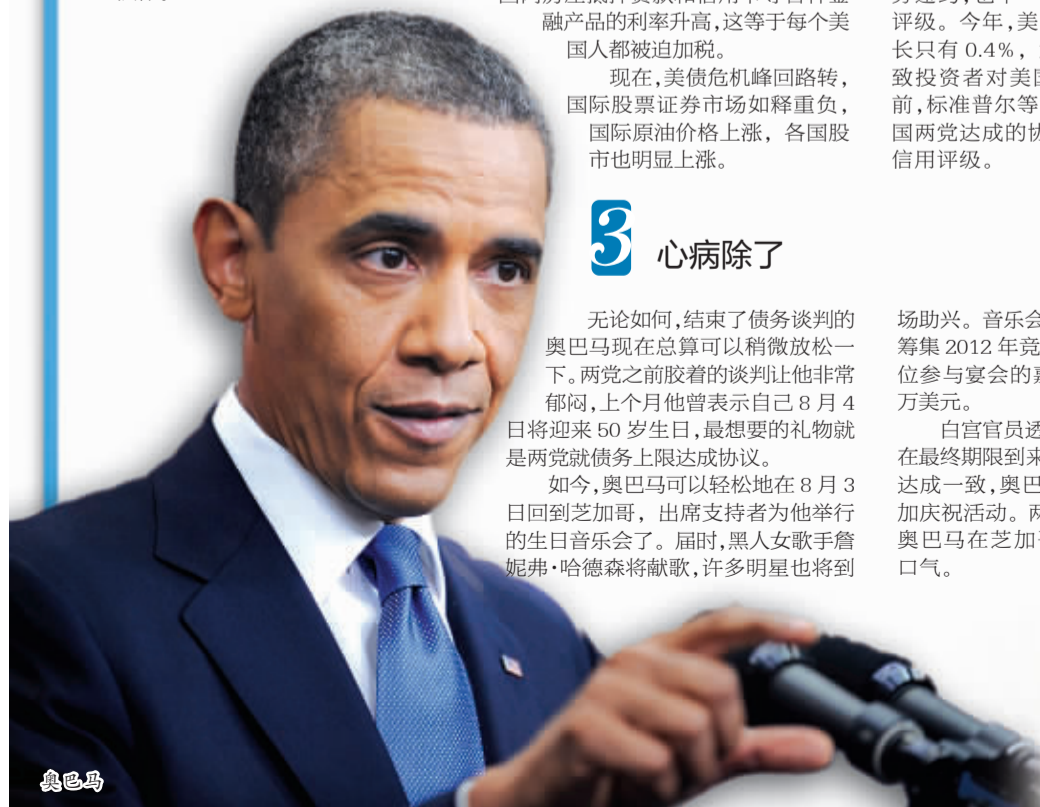 融产品的利率升高,这等于每个美
国人都被迫加税。
现在,美债危机峰回路转,
国际股票证券市场如释重负,
国际原油价格上涨,各国股
市也明显上涨。
评级。今年,美
长只有 0.4%,
致投资者对美国
前,标准普尔等
国两党达成的协
信用评级。
3 心病除了
无论如何,结束了债务谈判的
奥巴马现在总算可以稍微放松一
下。两党之前胶着的谈判让他非常
郁闷,上个月他曾表示自己 8 月 4
日将迎来 50 岁生日,最想要的礼物就
是两党就债务上限达成协议。
如今,奥巴马可以轻松地在 8 月 3
日回到芝加哥,出席支持者为他举行
的生日音乐会了。届时,黑人女歌手詹
妮弗·哈德森将献歌,许多明星也将到
场助兴。音乐会
筹集 2012 年竞
位参与宴会的嘉
万美元。
白宫官员透
在最终期限到来
达成一致,奥巴
加庆祝活动。两
奥巴马在芝加哥
口气。
奥巴马